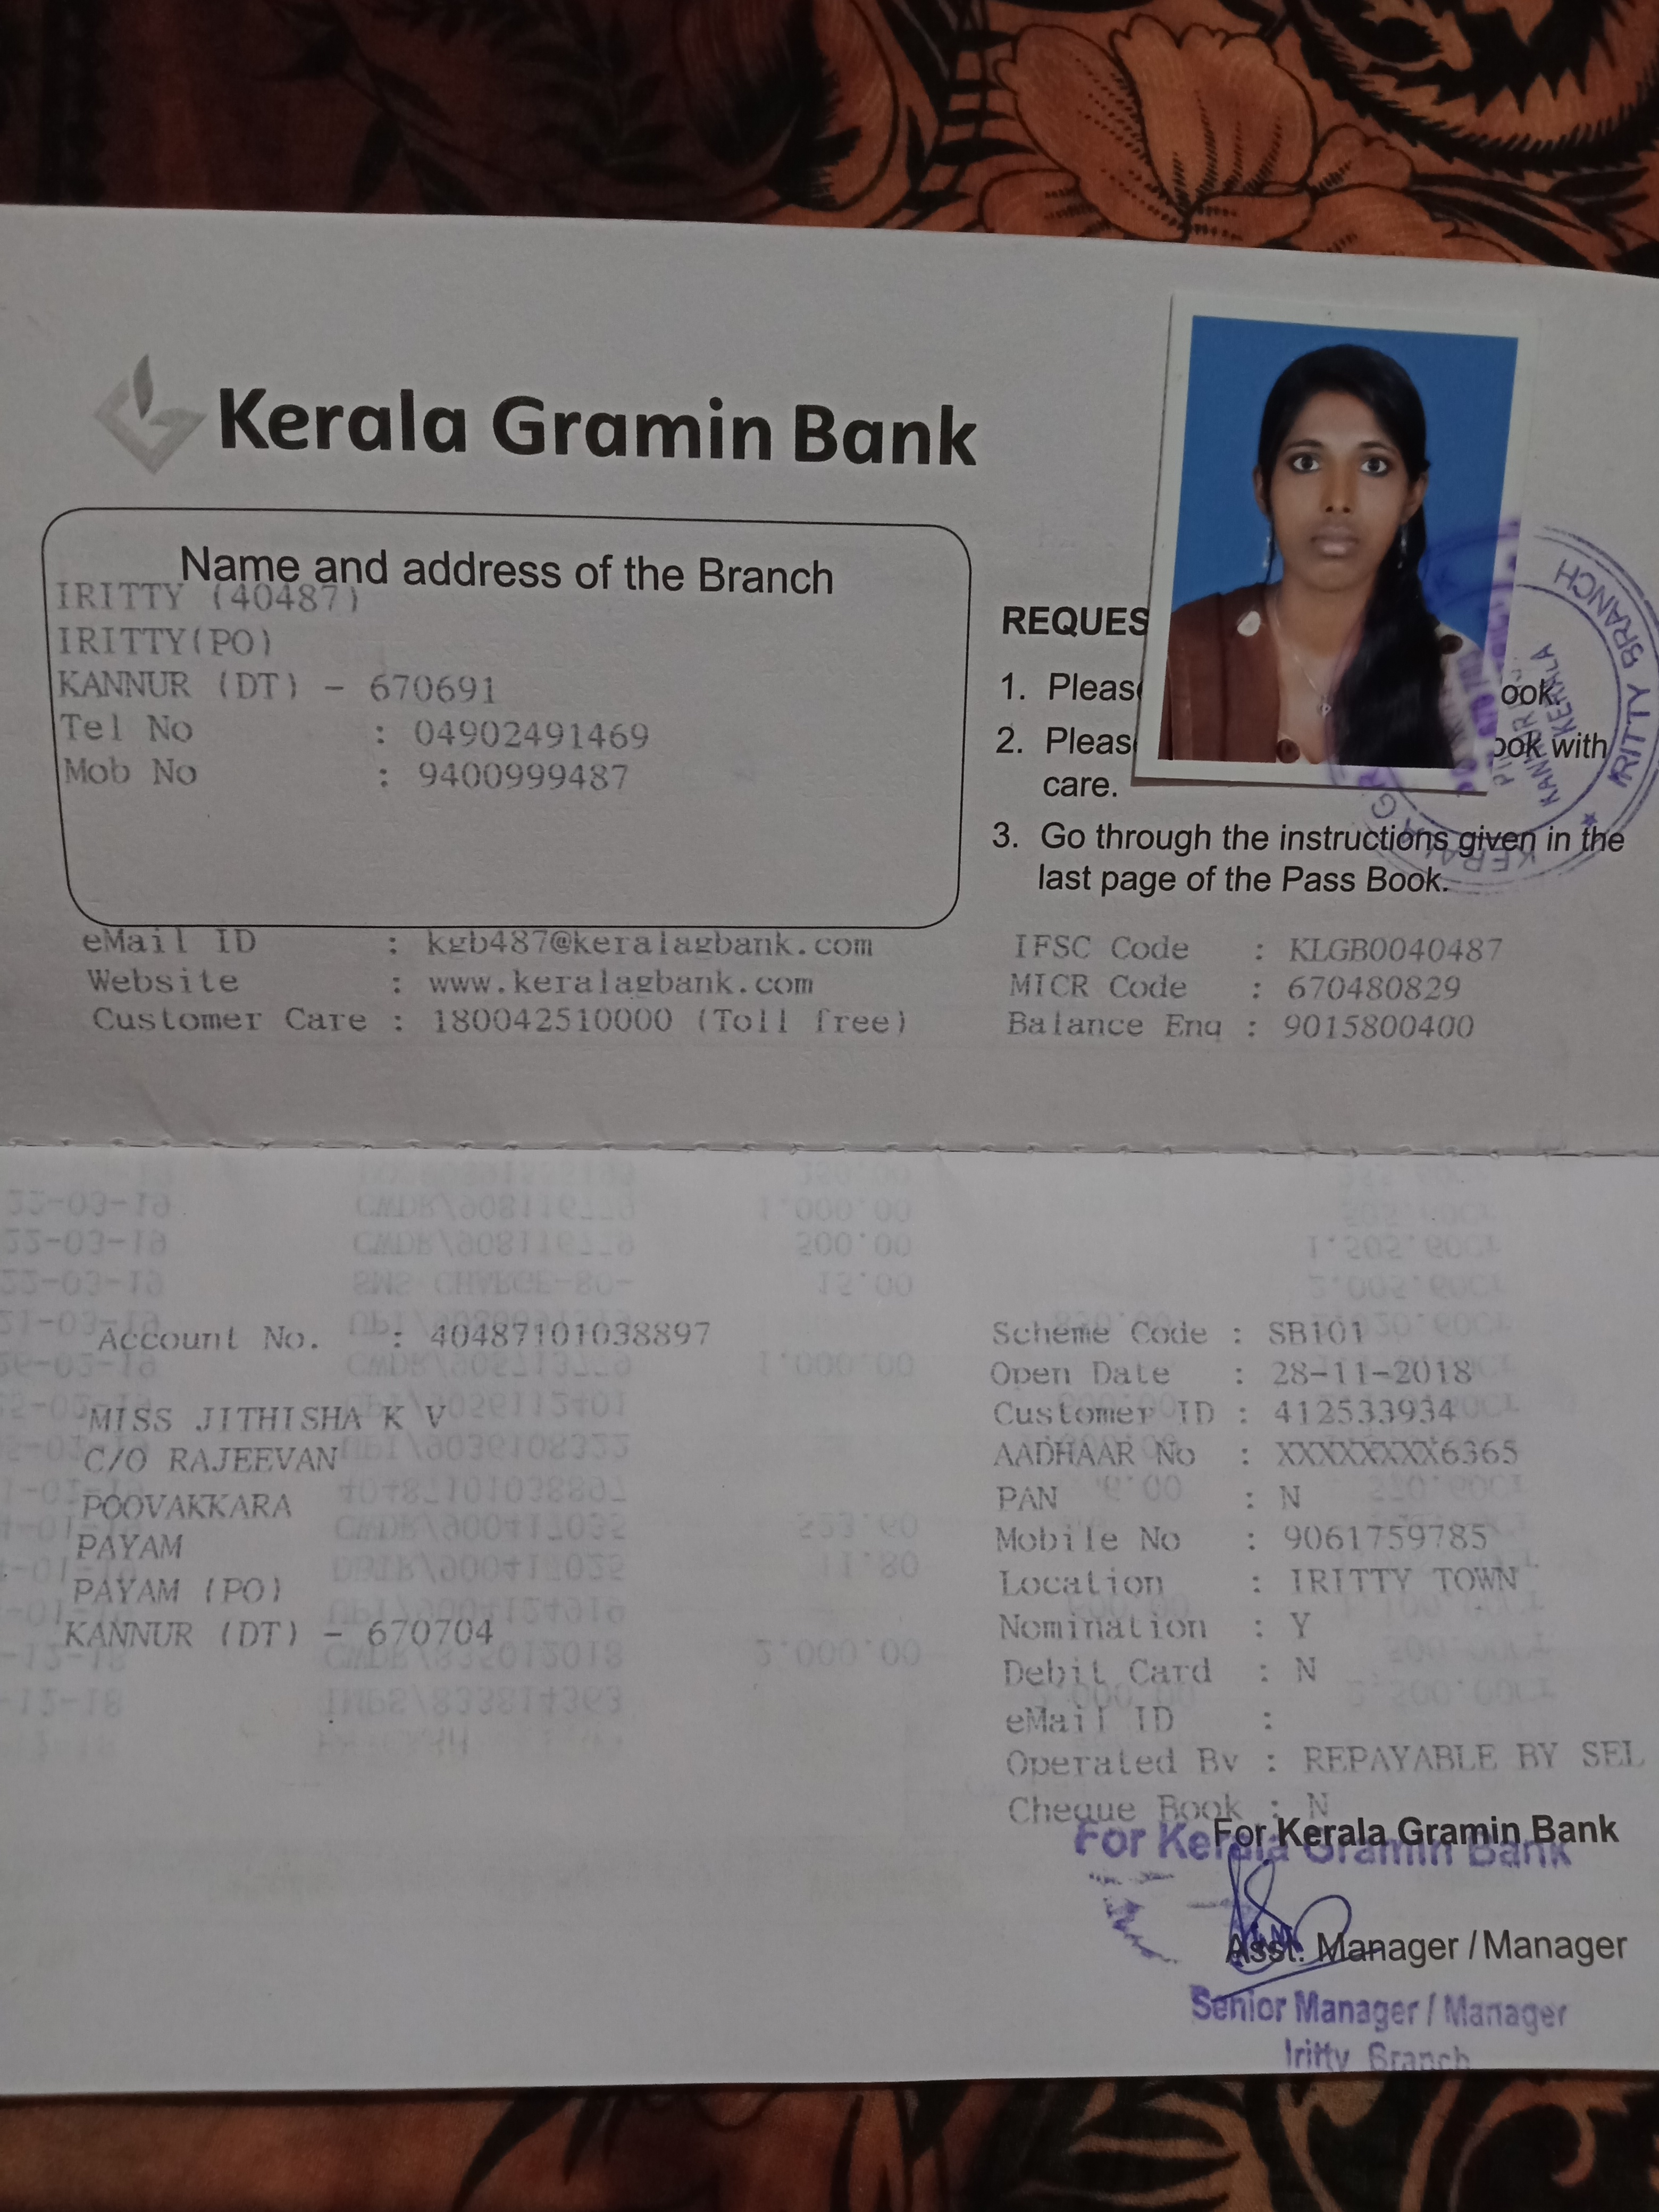 Kerala Gramin Bank
Name and address of the Branch
IRITTY (40487)
IRITTY(PO)
KANNUR (DT) - 670691
Tel No : 04902491469
Mob No : 9400999487
REQUES
1. Pleas ook.
2. Pleas ook with
care.
3. Go through the instructions given in the
last page of the Pass Book.
IRITTY BRANCH
KERALA
eMail ID : kgb487@keralagbank.com
Website : www.keralagbank.com
Customer Care : 180042510000 (Toll free)
IFSC Code : KLGB0040487
MICR Code : 670480829
Balance Enq : 9015800400
Account No. : 40487101038897
MISS JITHISHA K V
C/O RAJEEVAN
POOVAKKARA
PAYAM
PAYAM (PO)
KANNUR (DT) - 670704
Scheme Code : SB101
Open Date : 28-11-2018
Customer ID : 412533934
AADHAAR No : XXXXXXXX6365
PAN : N
Mobile No : 9061759785
Location : IRITTY TOWN
Nomination : Y
Debit Card : N
eMail ID :
Operated By : REPAYABLE BY SEL
Cheque Book : N
For Kerala Gramin Bank
For Kerala Gramin Bank
Asst. Manager / Manager
Senior Manager / Manager
Iritty Branch